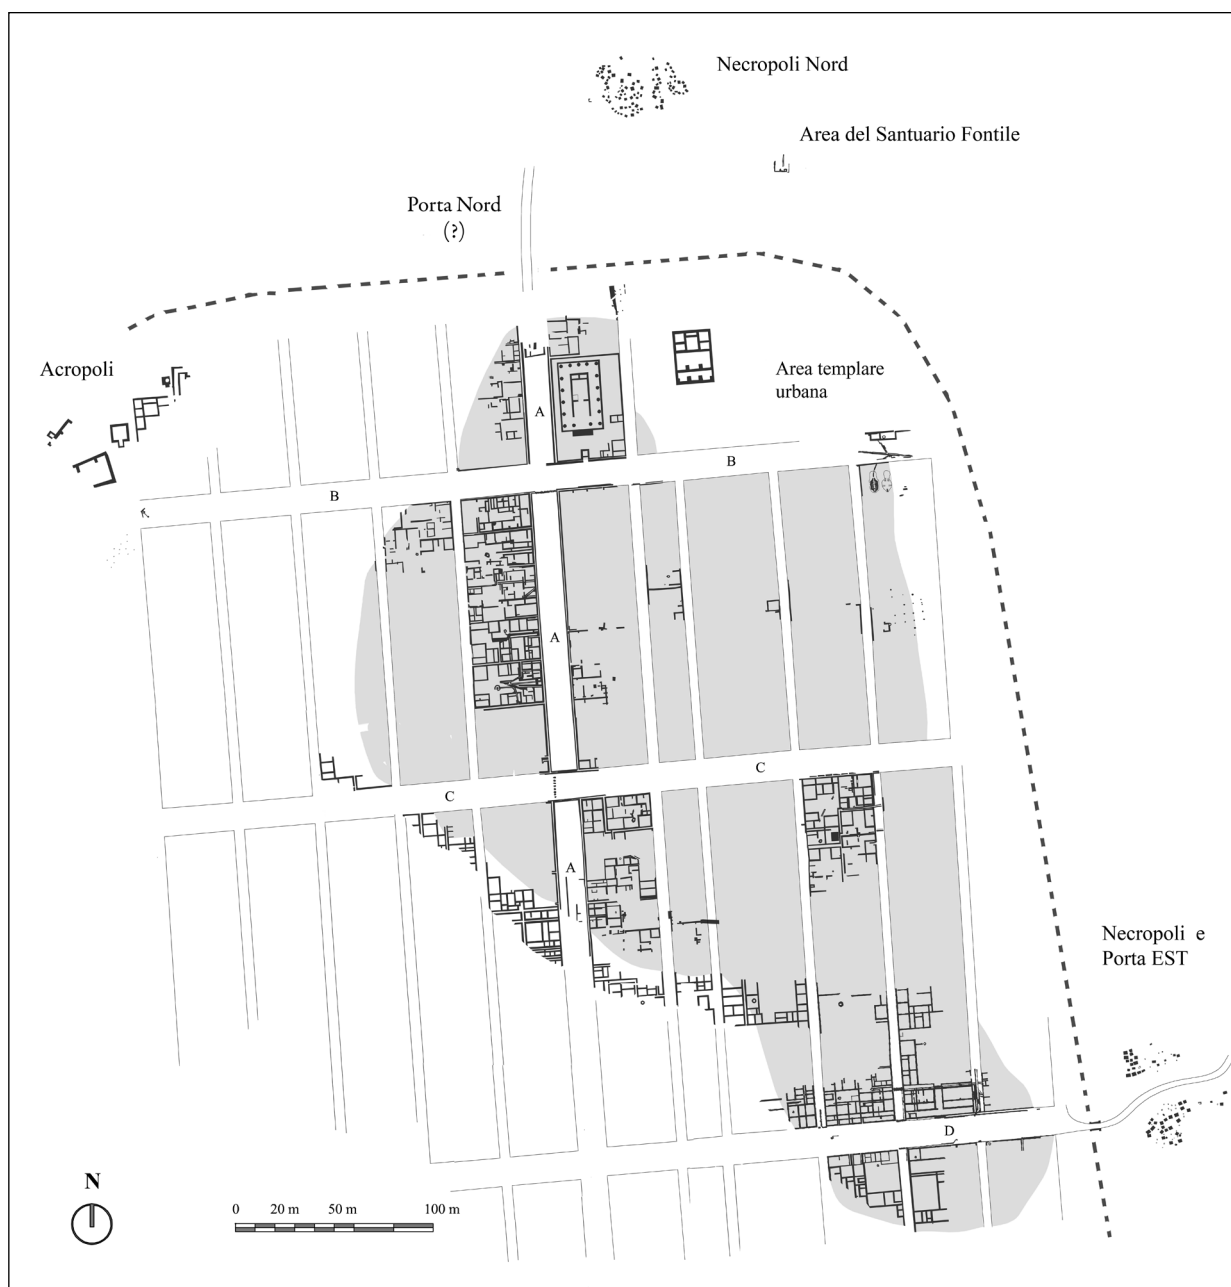 Necropoli Nord
Area del Santuario Fontile
Porta Nord
(?)
Acropoli
Area templare
urbana
A
B
B
A
C
C
A
Necropoli e
Porta EST
D
N
0 20 m 50 m 100 m